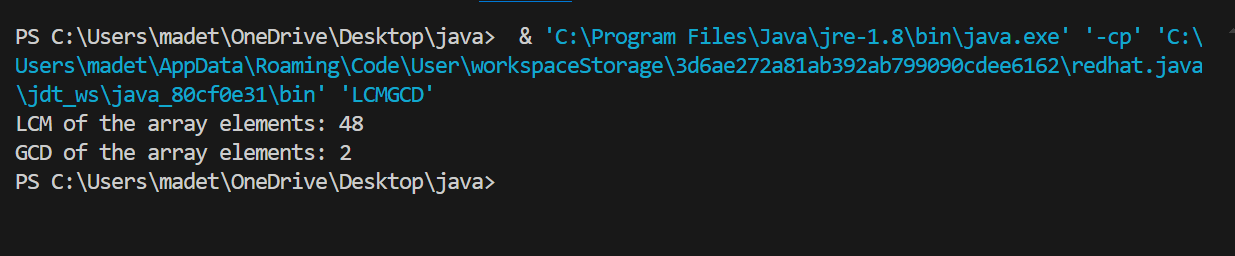 PS C:\Users\madet\OneDrive\Desktop\java>  & 'C:\Program Files\Java\jre-1.8\bin\java.exe' '-cp' 'C:\
Users\madet\AppData\Roaming\Code\User\workspaceStorage\3d6ae272a81ab392ab799090cdee6162\redhat.java
\jdt_ws\java_80cf0e31\bin' 'LCMGCD'
LCM of the array elements: 48
GCD of the array elements: 2
PS C:\Users\madet\OneDrive\Desktop\java>